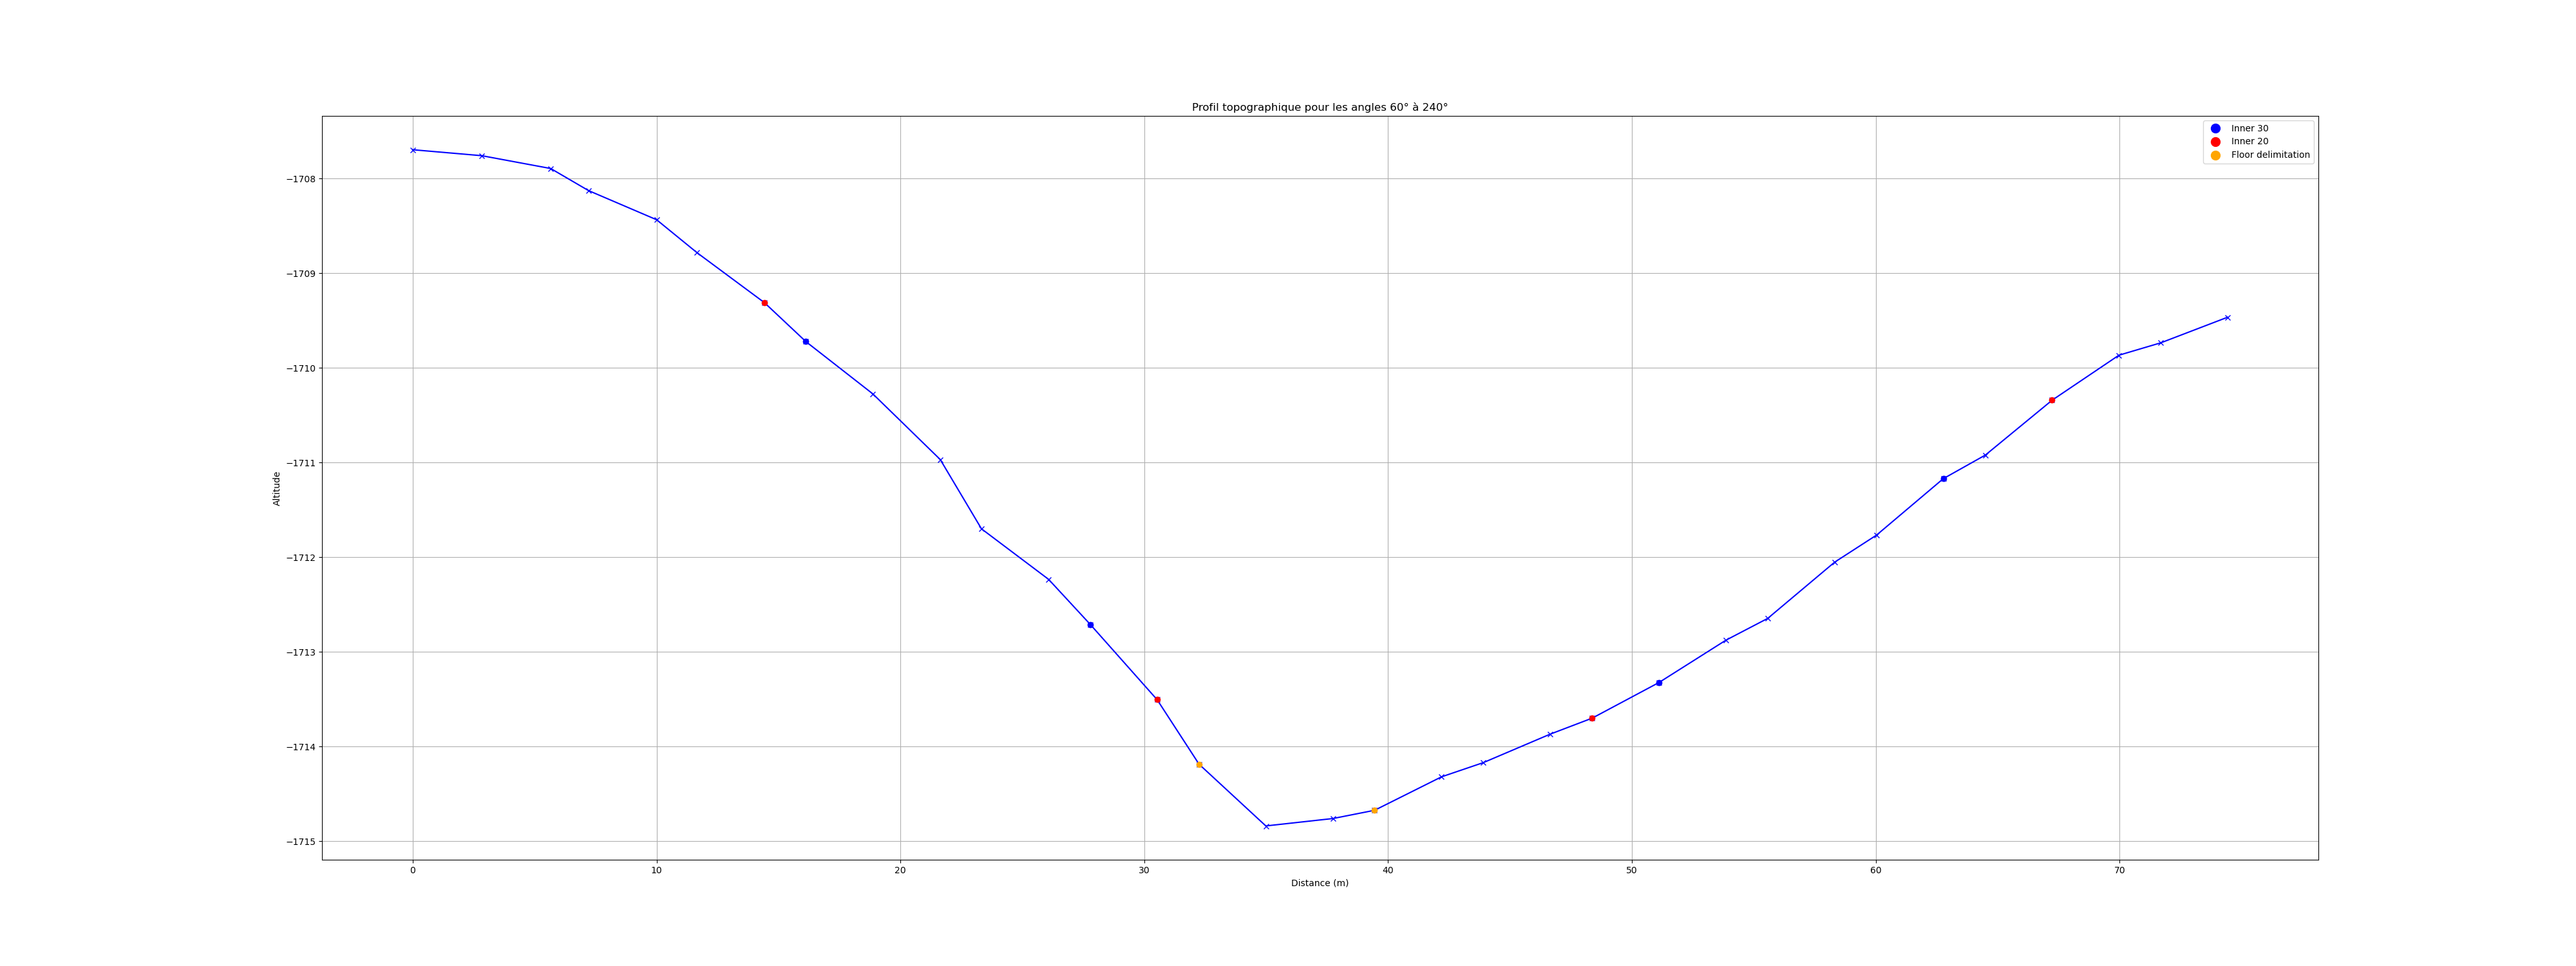 Profil topographique pour les angles 60° à 240°
Inner 30
Inner 20
Floor delimitation
−1708
−1709
−1710
−1711
−1712
−1713
−1714
−1715
Altitude
0 10 20 30 40 50 60 70
Distance (m)